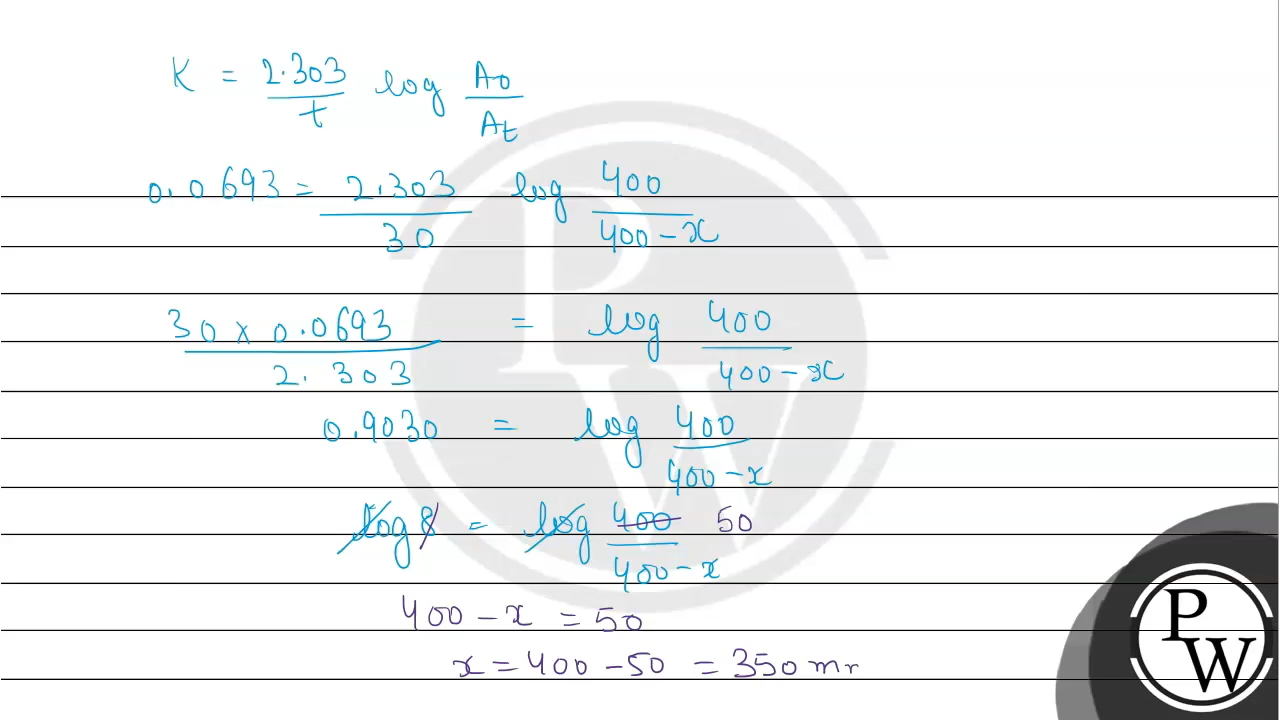 K = 2.303/t log A0/At
0.0693 = 2.303/30 log 400/400-x
30 x 0.0693/2.303 = log 400/400-x
0.9030 = log 400/400-x
log 8 = log 400/400-x 50
400 - x = 50
x = 400 - 50 = 350 mm
PW
PW